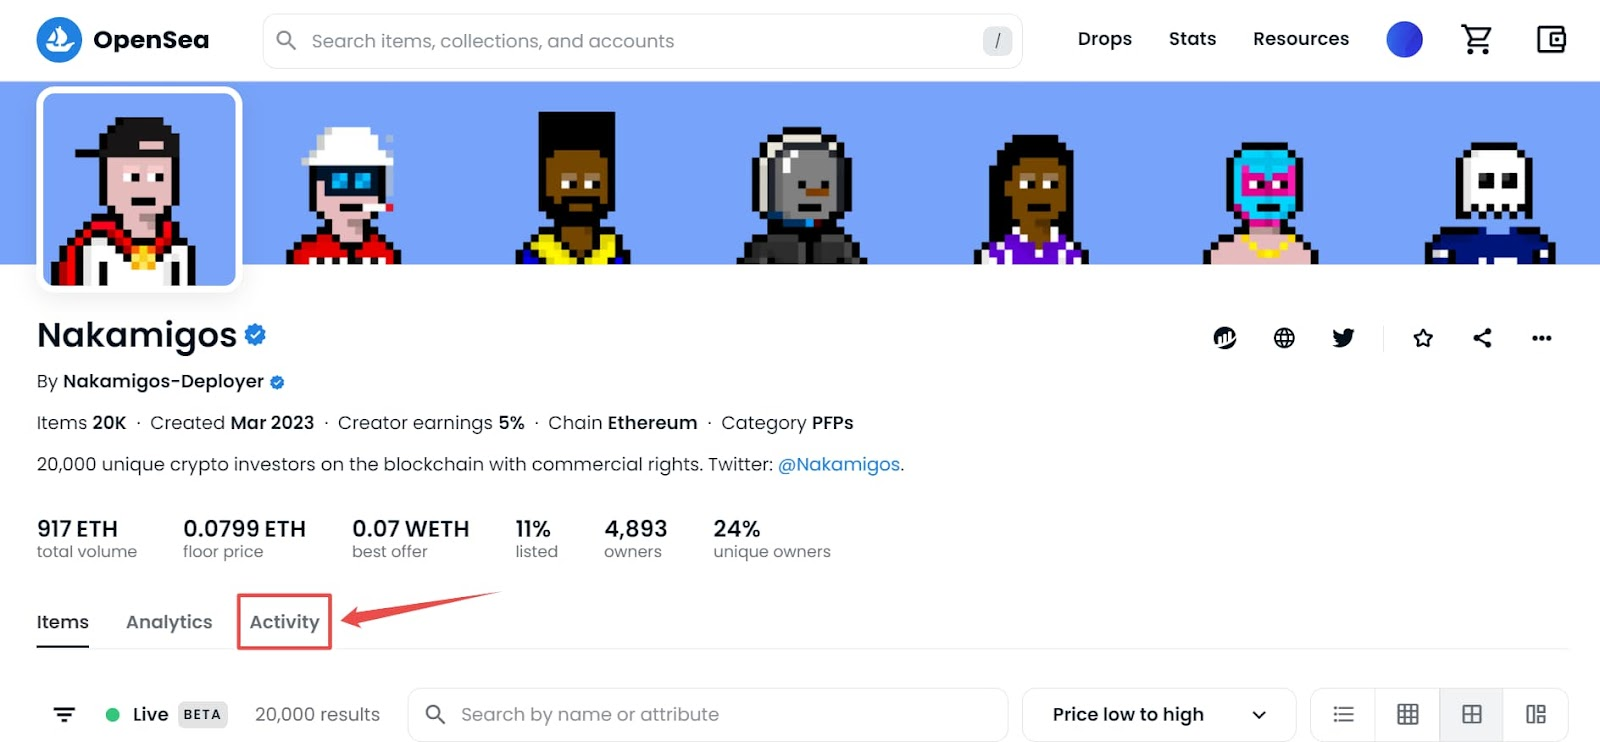 OpenSea
Search items, collections, and accounts
/
Drops
Stats
Resources
Nakamigos
By Nakamigos-Deployer
Items 20K · Created Mar 2023 · Creator earnings 5% · Chain Ethereum · Category PFPs
20,000 unique crypto investors on the blockchain with commercial rights. Twitter: @Nakamigos.
917 ETH
total volume
0.0799 ETH
floor price
0.07 WETH
best offer
11%
listed
4,893
owners
24%
unique owners
Items
Analytics
Activity
Live BETA
20,000 results
Search by name or attribute
Price low to high